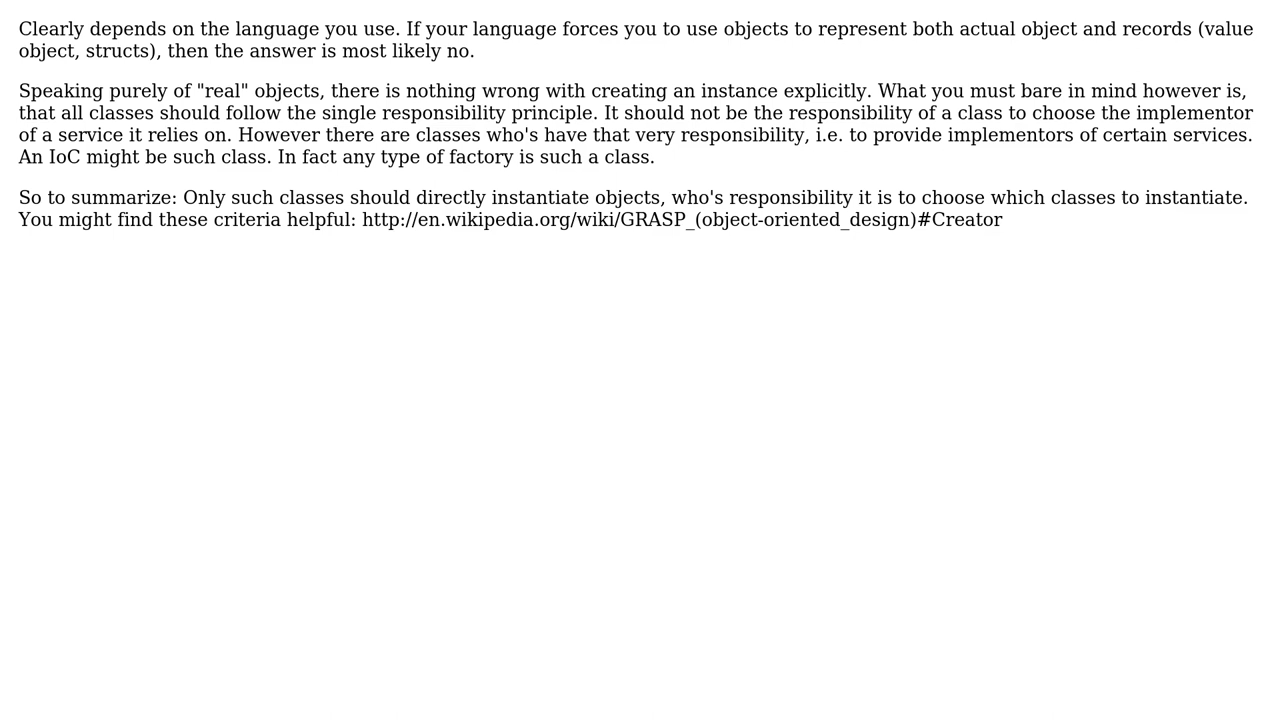 Clearly depends on the language you use. If your language forces you to use objects to represent both actual object and records (value
object, structs), then the answer is most likely no.
Speaking purely of "real" objects, there is nothing wrong with creating an instance explicitly. What you must bare in mind however is,
that all classes should follow the single responsibility principle. It should not be the responsibility of a class to choose the implementor
of a service it relies on. However there are classes who's have that very responsibility, i.e. to provide implementors of certain services.
An IoC might be such class. In fact any type of factory is such a class.
So to summarize: Only such classes should directly instantiate objects, who's responsibility it is to choose which classes to instantiate.
You might find these criteria helpful: http://en.wikipedia.org/wiki/GRASP_(object-oriented_design)#Creator